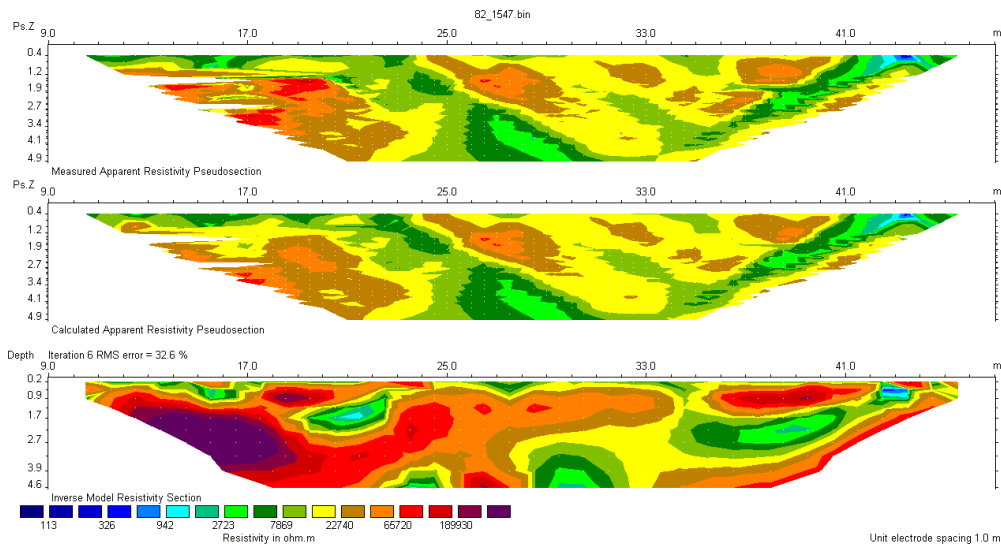 82_1547.bin
Ps.Z
9.0 17.0 25.0 33.0 41.0 m
0.4
1.2
1.9
2.7
3.4
4.1
4.9
Measured Apparent Resistivity Pseudosection
Ps.Z
9.0 17.0 25.0 33.0 41.0 m
0.4
1.2
1.9
2.7
3.4
4.1
4.9
Calculated Apparent Resistivity Pseudosection
Depth Iteration 6 RMS error = 32.6 %
9.0 17.0 25.0 33.0 41.0 m
0.2
0.9
1.7
2.7
3.9
4.6
Inverse Model Resistivity Section
113 326 942 2723 7869 22740 65720 189930
Resistivity in ohm.m Unit electrode spacing 1.0 m